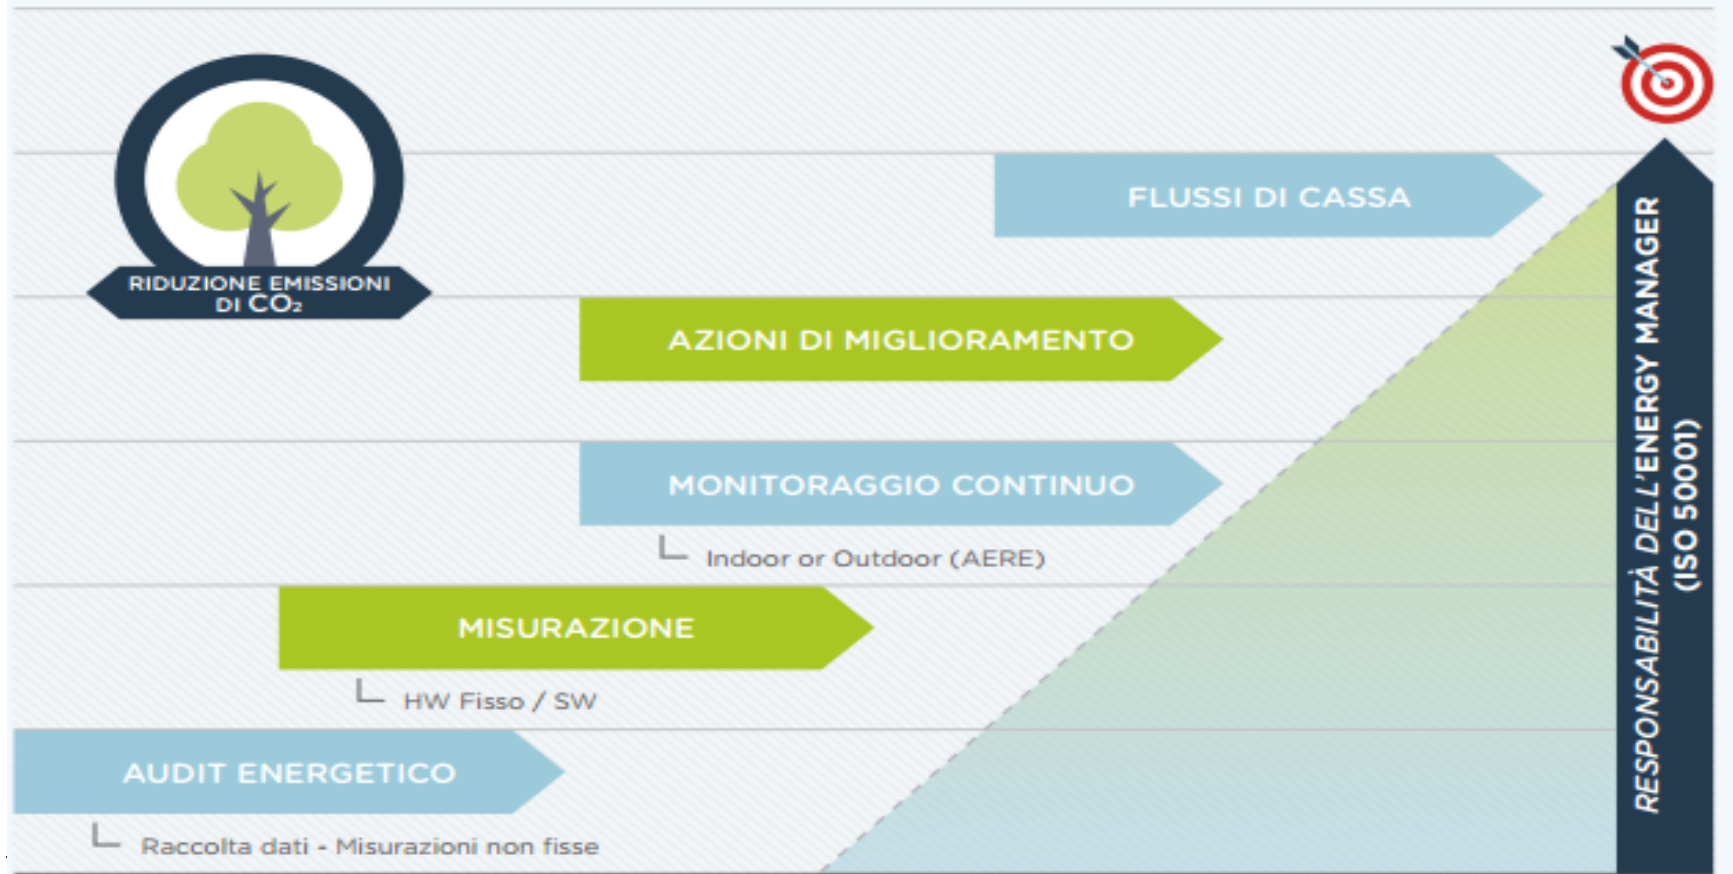 RIDUZIONE EMISSIONI
DI CO₂
FLUSSI DI CASSA
AZIONI DI MIGLIORAMENTO
MONITORAGGIO CONTINUO
Indoor or Outdoor (AERE)
MISURAZIONE
HW Fisso / SW
AUDIT ENERGETICO
Raccolta dati - Misurazioni non fisse
RESPONSABILITÀ DELL'ENERGY MANAGER
(ISO 50001)